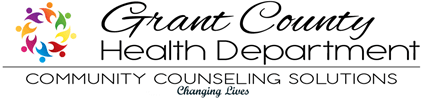 Grant County
Health Department
COMMUNITY COUNSELING SOLUTIONS
Changing Lives